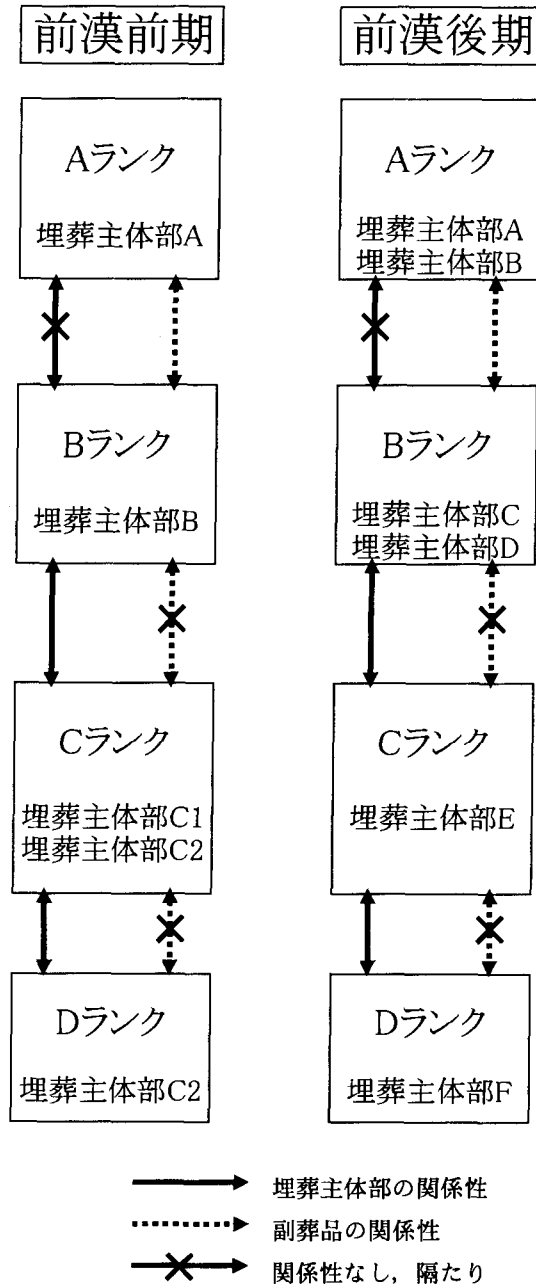 前漢前期
Aランク
埋葬主体部A
Bランク
埋葬主体部B
Cランク
埋葬主体部C1
埋葬主体部C2
Dランク
埋葬主体部C2
前漢後期
Aランク
埋葬主体部A
埋葬主体部B
Bランク
埋葬主体部C
埋葬主体部D
Cランク
埋葬主体部E
Dランク
埋葬主体部F
埋葬主体部の関係性
副葬品の関係性
関係性なし，隔たり